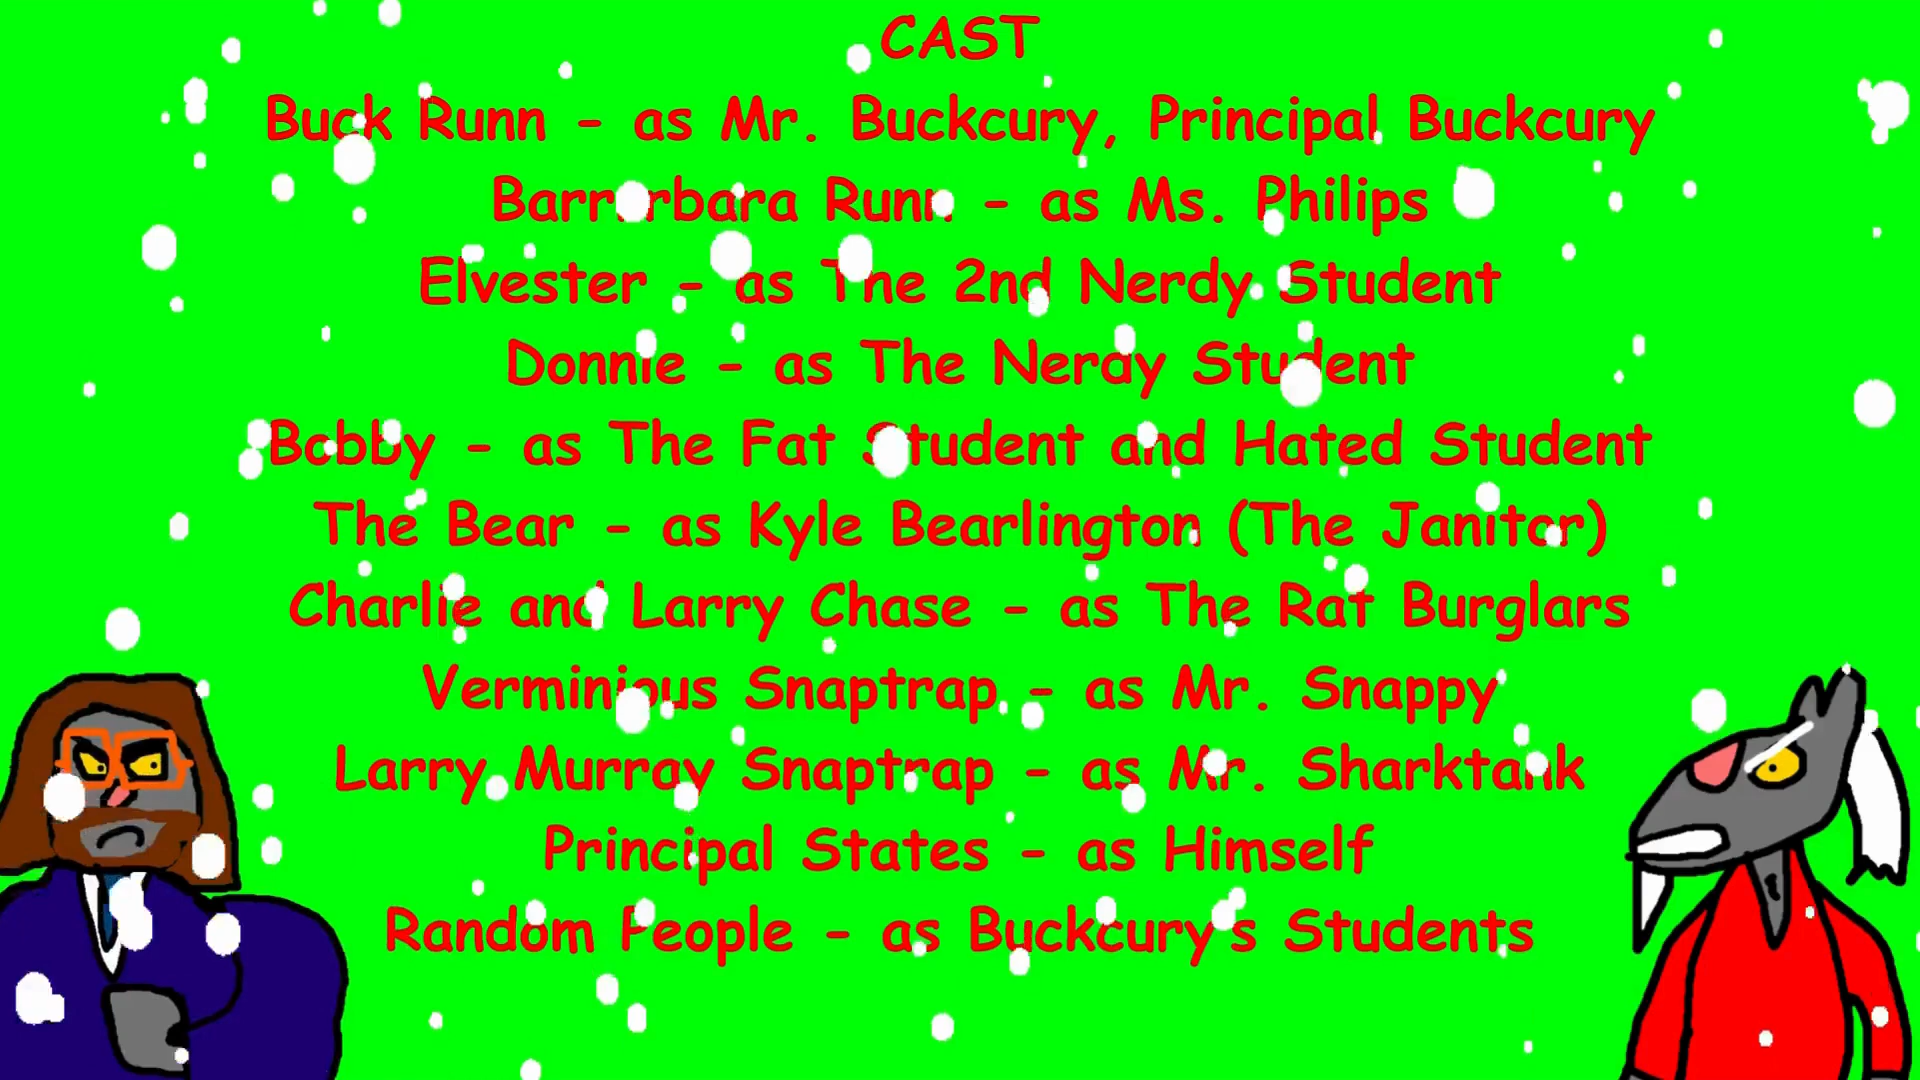 CAST
Buck Runn - as Mr. Buckcury, Principal Buckcury
Barrarbara Runn - as Ms. Philips
Elvester - as The 2nd Nerdy Student
Donnie - as The Nerdy Student
Bobby - as The Fat Student and Hated Student
The Bear - as Kyle Bearlington (The Janitor)
Charlie and Larry Chase - as The Rat Burglars
Verminious Snaptrap - as Mr. Snappy
Larry Murray Snaptrap - as Mr. Sharktank
Principal States - as Himself
Random People - as Buckcury's Students